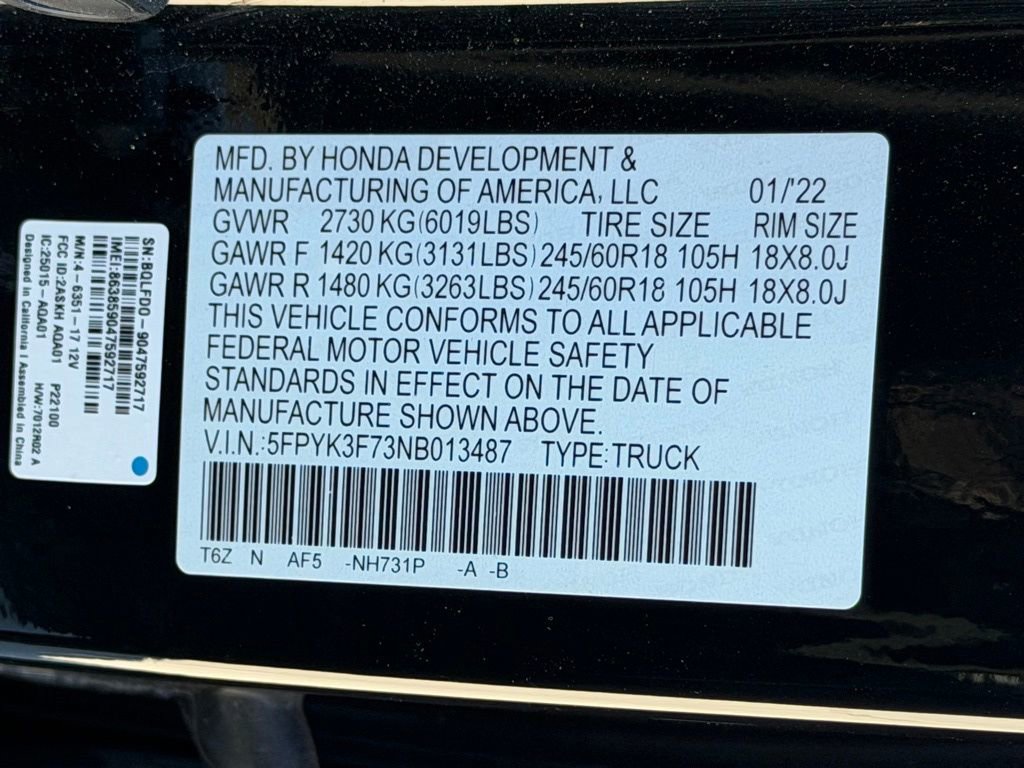 MFD. BY HONDA DEVELOPMENT &
MANUFACTURING OF AMERICA, LLC 01/'22
GVWR 2730 KG(6019LBS) TIRE SIZE RIM SIZE
GAWR F 1420 KG(3131LBS) 245/60R18 105H 18X8.0J
GAWR R 1480 KG(3263LBS) 245/60R18 105H 18X8.0J
THIS VEHICLE CONFORMS TO ALL APPLICABLE
FEDERAL MOTOR VEHICLE SAFETY
STANDARDS IN EFFECT ON THE DATE OF
MANUFACTURE SHOWN ABOVE.
V.I.N.:5FPYK3F73NB013487 TYPE:TRUCK
T6Z N AF5 -NH731P -A -B
SN:BQLFDO-9047592717
IMEI:863859047592717
M/N:4-6351-17 12V
FCC ID:2ASKH AQA01 P22100
IC:25015-AQA01 H/W:7012R02 A
Designed in California | Assembled in China